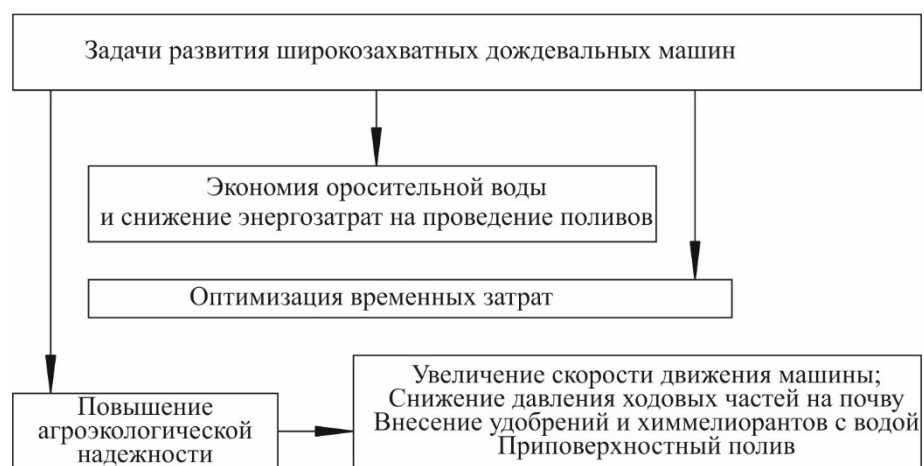 Задачи развития широкозахватных дождевальных машин
Экономия оросительной воды
и снижение энергозатрат на проведение поливов
Оптимизация временных затрат
Повышение
агроэкологической
надежности
Увеличение скорости движения машины;
Снижение давления ходовых частей на почву
Внесение удобрений и химмелиорантов с водой
Приповерхностный полив